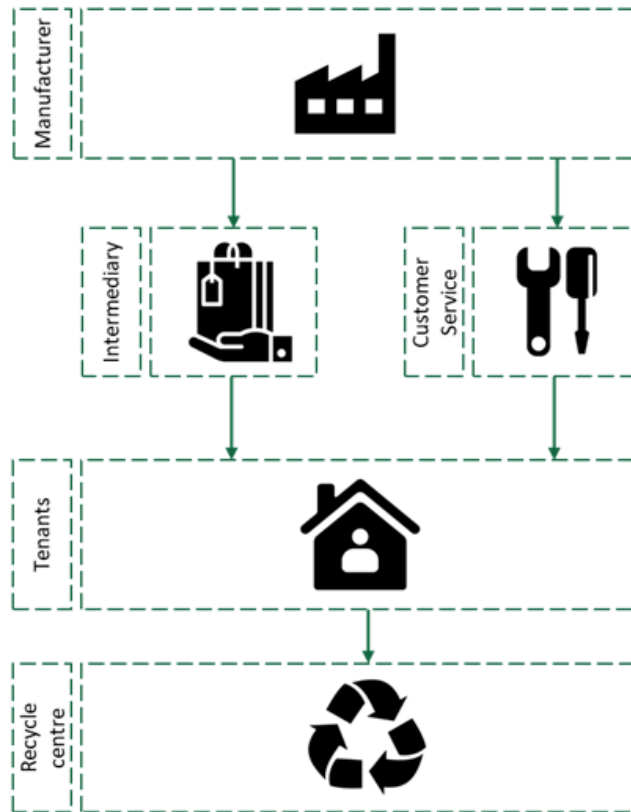 Manufacturer
Intermediary
Customer
Service
Tenants
Recycle
centre